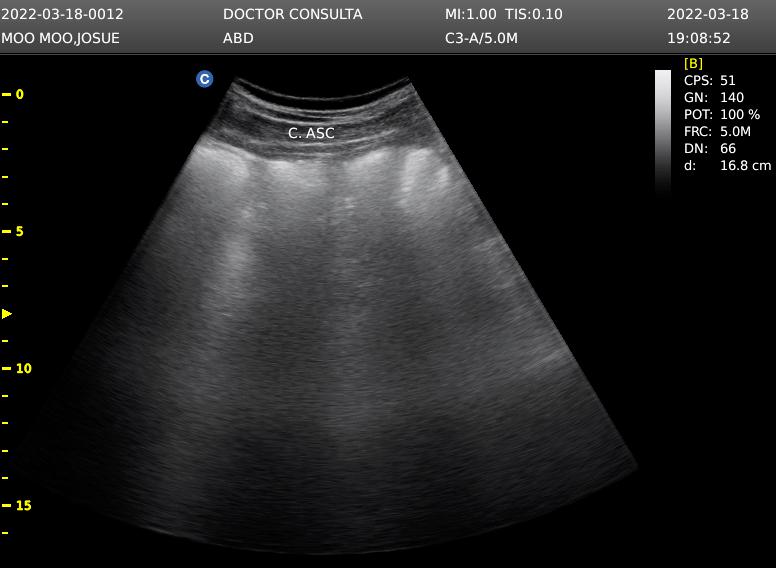 2022-03-18-0012 DOCTOR CONSULTA MI:1.00 TIS:0.10 2022-03-18
MOO MOO,JOSUE ABD C3-A/5.0M 19:08:52
C
[B]
CPS: 51
GN: 140
POT: 100 %
FRC: 5.0M
DN: 66
d: 16.8 cm
0
C. ASC
5
10
15